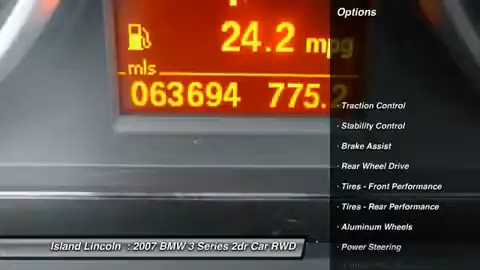 Options
24.2 mpg
mls
063694 775.2
· Traction Control
· Stability Control
· Brake Assist
· Rear Wheel Drive
· Tires - Front Performance
· Tires - Rear Performance
· Aluminum Wheels
· Power Steering
Island Lincoln : 2007 BMW 3 Series 2dr Car RWD